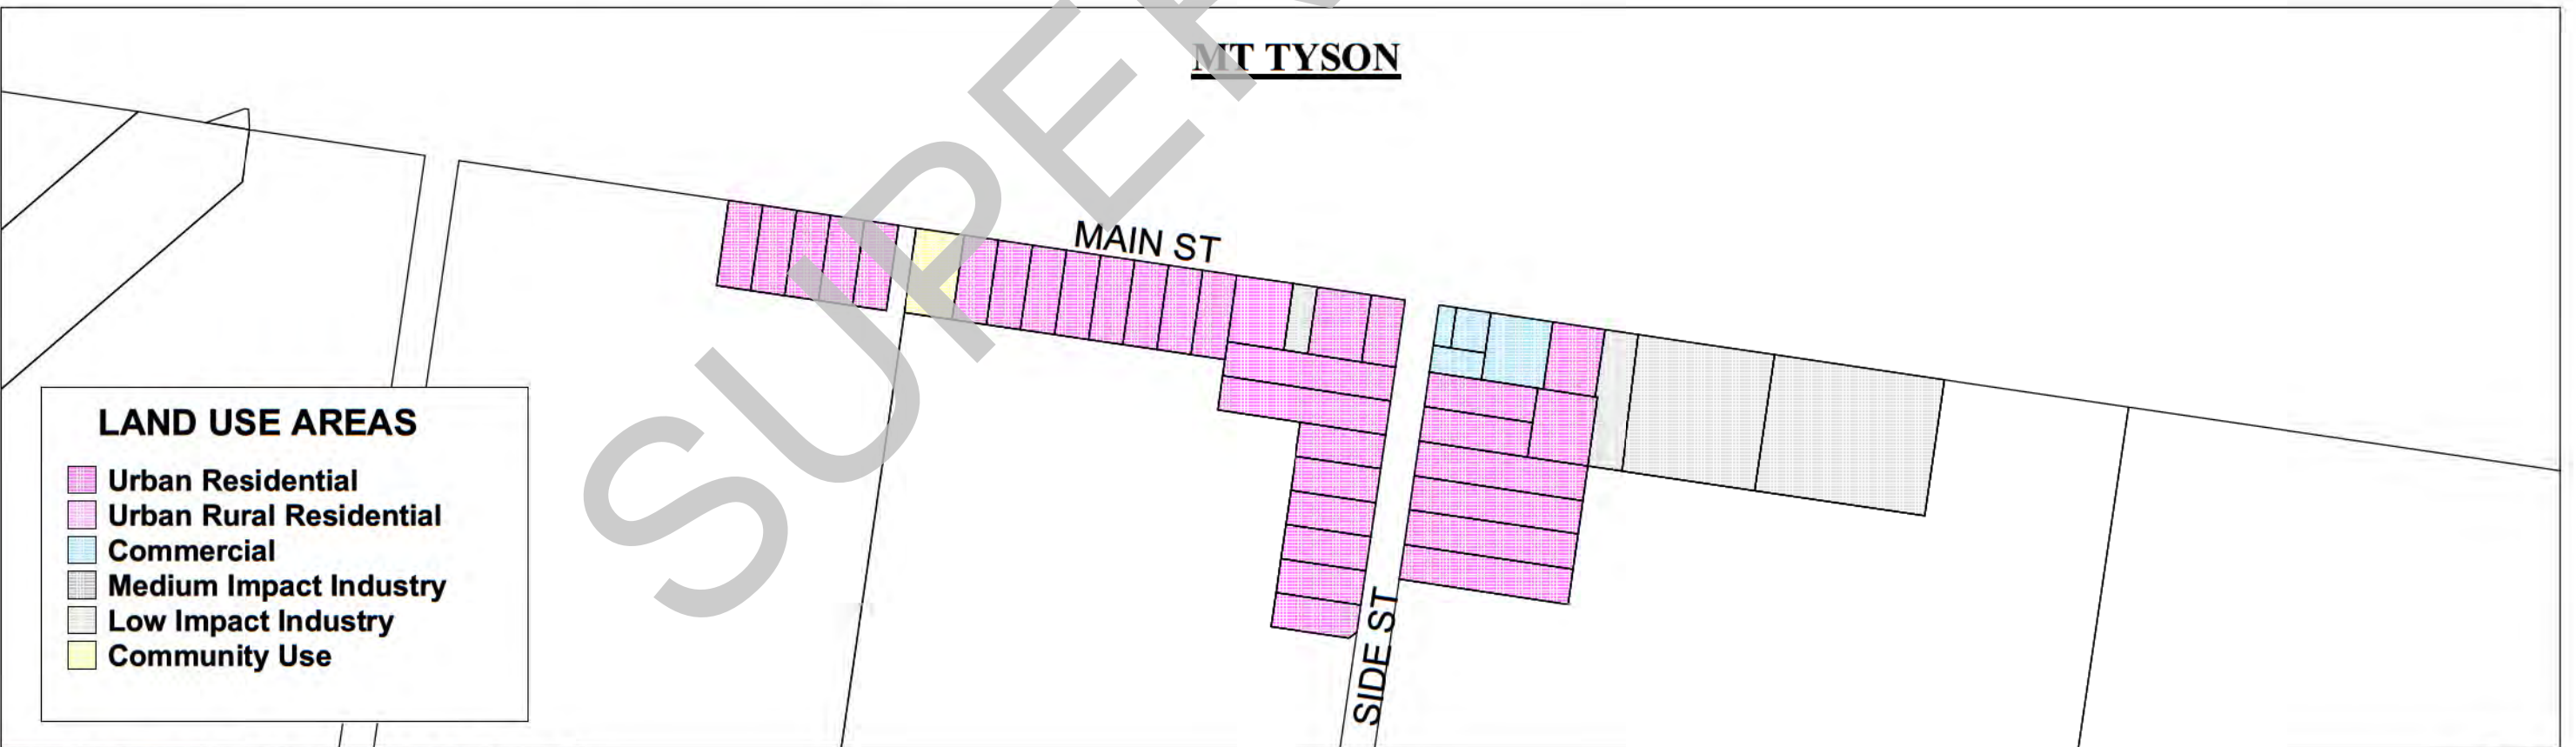 MT TYSON
MAIN ST
SIDE ST
LAND USE AREAS
Urban Residential
Urban Rural Residential
Commercial
Medium Impact Industry
Low Impact Industry
Community Use
SUPER